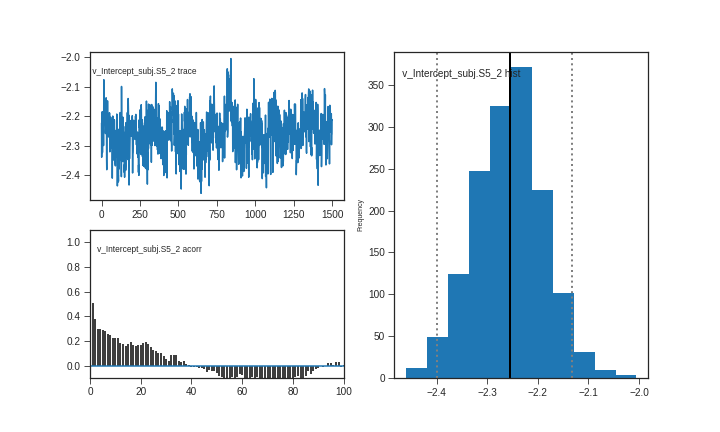 v_Intercept_subj.S5_2 trace
−2.0
−2.1
−2.2
−2.3
−2.4
0 250 500 750 1000 1250 1500
v_Intercept_subj.S5_2 acorr
1.0
0.8
0.6
0.4
0.2
0.0
0 20 40 60 80 100
v_Intercept_subj.S5_2 hist
Frequency
350
300
250
200
150
100
50
0
−2.4 −2.3 −2.2 −2.1 −2.0